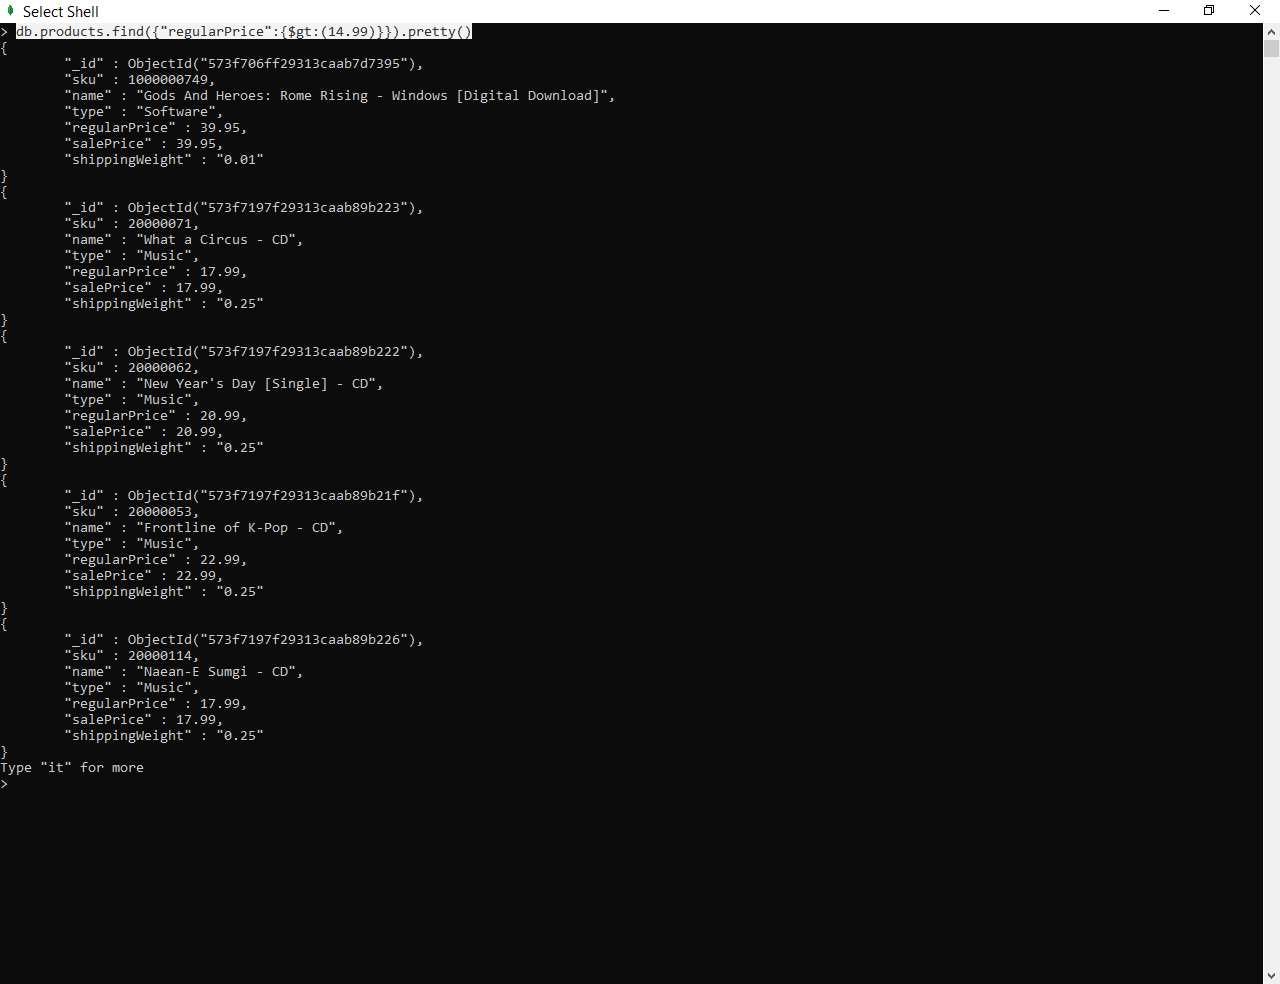 Select Shell
> db.products.find({"regularPrice":{$gt:(14.99)}}).pretty()
{
"_id" : ObjectId("573f706ff29313caab7d7395"),
"sku" : 1000000749,
"name" : "Gods And Heroes: Rome Rising - Windows [Digital Download]",
"type" : "Software",
"regularPrice" : 39.95,
"salePrice" : 39.95,
"shippingWeight" : "0.01"
}
{
"_id" : ObjectId("573f7197f29313caab89b223"),
"sku" : 20000071,
"name" : "What a Circus - CD",
"type" : "Music",
"regularPrice" : 17.99,
"salePrice" : 17.99,
"shippingWeight" : "0.25"
}
{
"_id" : ObjectId("573f7197f29313caab89b222"),
"sku" : 20000062,
"name" : "New Year's Day [Single] - CD",
"type" : "Music",
"regularPrice" : 20.99,
"salePrice" : 20.99,
"shippingWeight" : "0.25"
}
{
"_id" : ObjectId("573f7197f29313caab89b21f"),
"sku" : 20000053,
"name" : "Frontline of K-Pop - CD",
"type" : "Music",
"regularPrice" : 22.99,
"salePrice" : 22.99,
"shippingWeight" : "0.25"
}
{
"_id" : ObjectId("573f7197f29313caab89b226"),
"sku" : 20000114,
"name" : "Naean-E Sumgi - CD",
"type" : "Music",
"regularPrice" : 17.99,
"salePrice" : 17.99,
"shippingWeight" : "0.25"
}
Type "it" for more
>